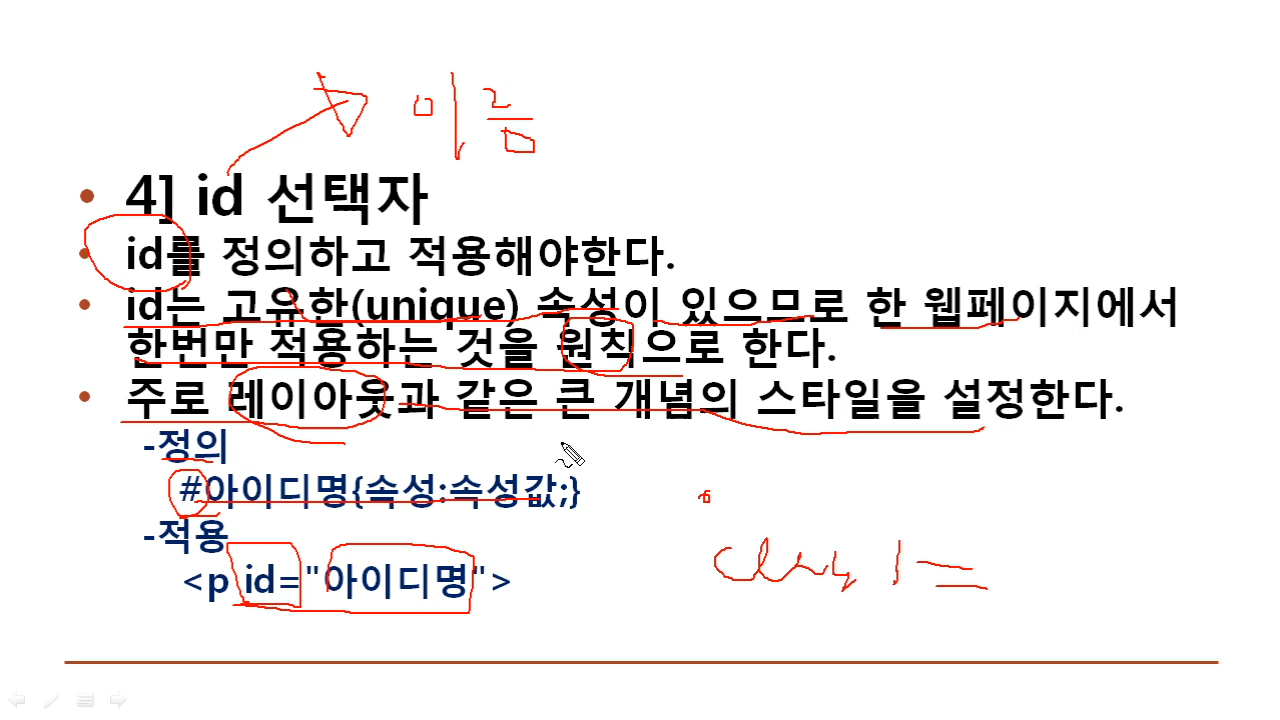 이름
4] id 선택자
id를 정의하고 적용해야한다.
id는 고유한(unique) 속성이 있으므로 한 웹페이지에서
한번만 적용하는 것을 원칙으로 한다.
주로 레이아웃과 같은 큰 개념의 스타일을 설정한다.
-정의
#아이디명{속성:속성값;}
-적용
<p id="아이디명">
class =